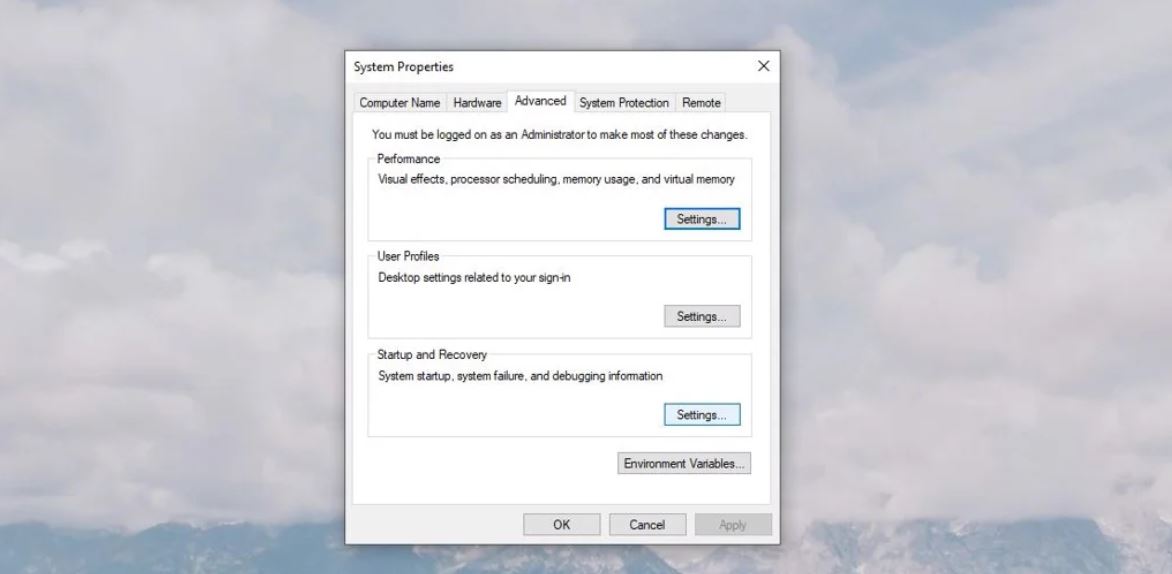 System Properties
Computer Name
Hardware
Advanced
System Protection
Remote
You must be logged on as an Administrator to make most of these changes.
Performance
Visual effects, processor scheduling, memory usage, and virtual memory
Settings...
User Profiles
Desktop settings related to your sign-in
Settings...
Startup and Recovery
System startup, system failure, and debugging information
Settings...
Environment Variables...
OK
Cancel
Apply